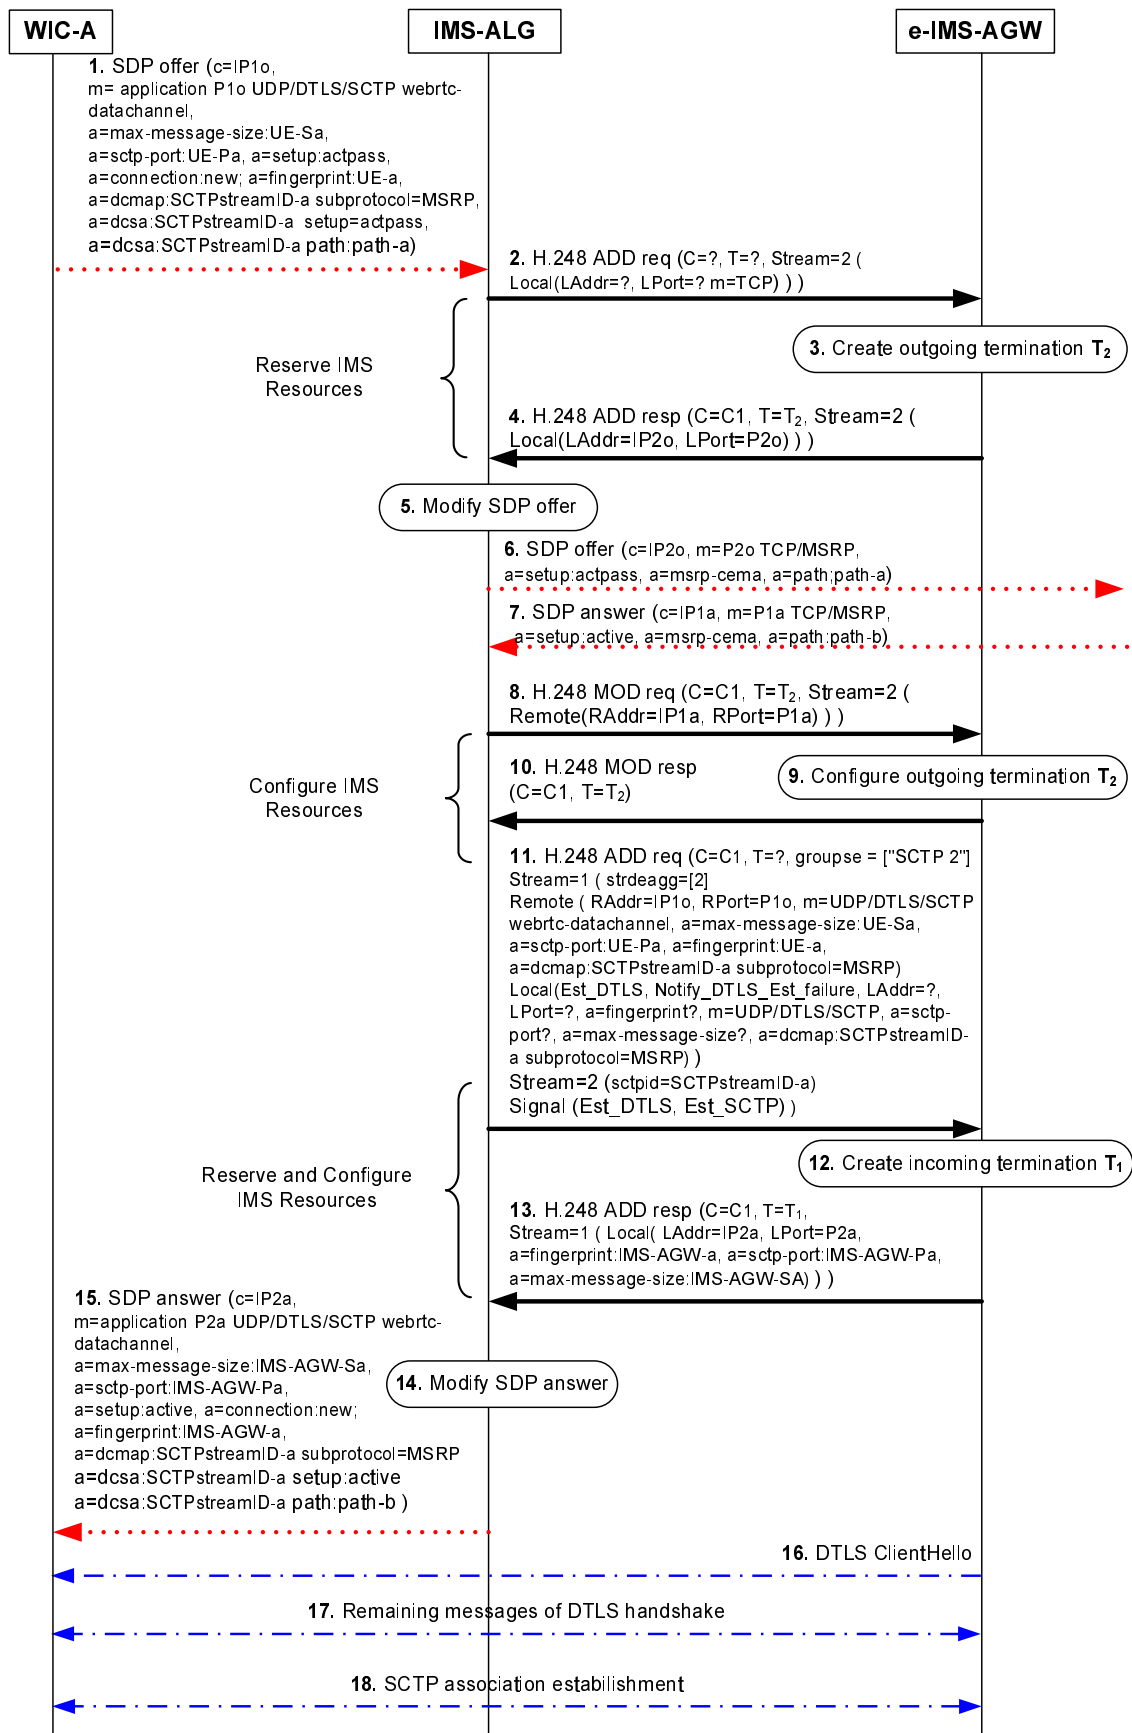 WIC-A
IMS-ALG
e-IMS-AGW
1. SDP offer (c=IP1o,
m= application P1o UDP/DTLS/SCTP webrtc-
datachannel,
a=max-message-size:UE-Sa,
a=sctp-port:UE-Pa, a=setup:actpass,
a=connection:new; a=fingerprint:UE-a,
a=dcmap:SCTPstreamID-a subprotocol=MSRP,
a=dcsa:SCTPstreamID-a setup=actpass,
a=dcsa:SCTPstreamID-a path:path-a)
2. H.248 ADD req (C=?, T=?, Stream=2 (
Local(LAddr=?, LPort=? m=TCP) ) )
3. Create outgoing termination T2
Reserve IMS
Resources
4. H.248 ADD resp (C=C1, T=T2, Stream=2 (
Local(LAddr=IP2o, LPort=P2o) ) )
5. Modify SDP offer
6. SDP offer (c=IP2o, m=P2o TCP/MSRP,
a=setup:actpass, a=msrp-cema, a=path;path-a)
7. SDP answer (c=IP1a, m=P1a TCP/MSRP,
a=setup:active, a=msrp-cema, a=path:path-b)
8. H.248 MOD req (C=C1, T=T2, Stream=2 (
Remote(RAddr=IP1a, RPort=P1a) ) )
9. Configure outgoing termination T2
Configure IMS
Resources
10. H.248 MOD resp
(C=C1, T=T2)
11. H.248 ADD req (C=C1, T=?, groupse = ["SCTP 2"]
Stream=1 ( strdeagg=[2]
Remote ( RAddr=IP1o, RPort=P1o, m=UDP/DTLS/SCTP
webrtc-datachannel, a=max-message-size:UE-Sa,
a=sctp-port:UE-Pa, a=fingerprint:UE-a,
a=dcmap:SCTPstreamID-a subprotocol=MSRP)
Local(Est_DTLS, Notify_DTLS_Est_failure, LAddr=?,
LPort=?, a=fingerprint?, m=UDP/DTLS/SCTP, a=sctp-
port?, a=max-message-size?, a=dcmap:SCTPstreamID-
a subprotocol=MSRP) )
Stream=2 (sctpid=SCTPstreamID-a)
Signal (Est_DTLS, Est_SCTP) )
12. Create incoming termination T1
Reserve and Configure
IMS Resources
13. H.248 ADD resp (C=C1, T=T1,
Stream=1 ( Local( LAddr=IP2a, LPort=P2a,
a=fingerprint:IMS-AGW-a, a=sctp-port:IMS-AGW-Pa,
a=max-message-size:IMS-AGW-SA) ) )
14. Modify SDP answer
15. SDP answer (c=IP2a,
m=application P2a UDP/DTLS/SCTP webrtc-
datachannel,
a=max-message-size:IMS-AGW-Sa,
a=sctp-port:IMS-AGW-Pa,
a=setup:active, a=connection:new;
a=fingerprint:IMS-AGW-a,
a=dcmap:SCTPstreamID-a subprotocol=MSRP
a=dcsa:SCTPstreamID-a setup:active
a=dcsa:SCTPstreamID-a path:path-b )
16. DTLS ClientHello
17. Remaining messages of DTLS handshake
18. SCTP association estabilishment